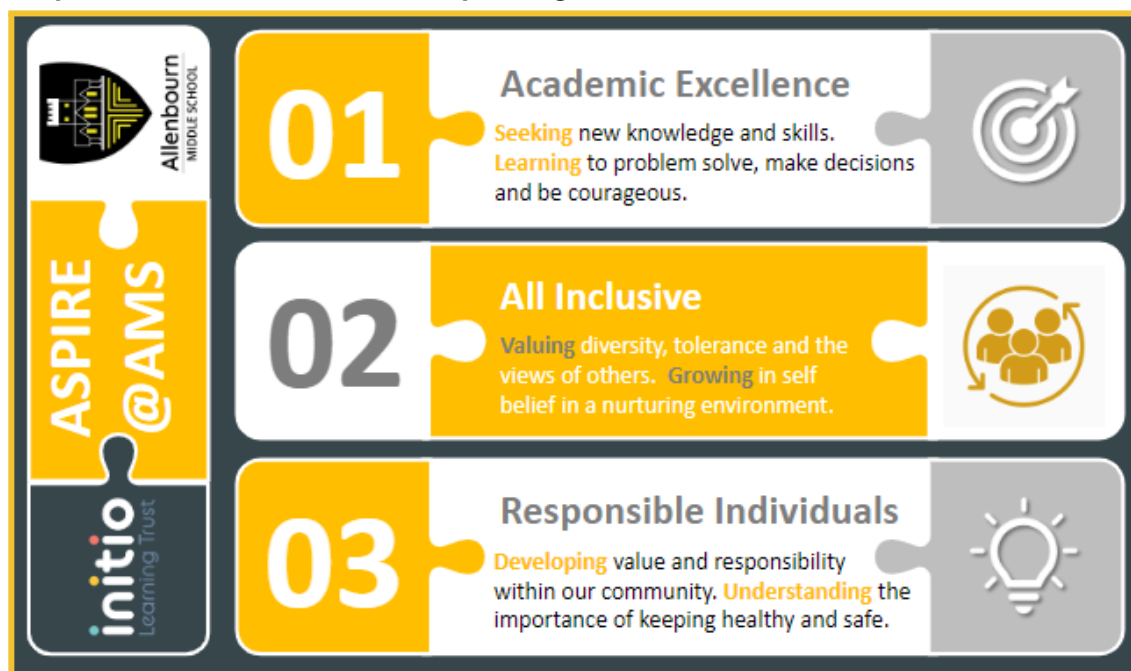 Allenbourn
MIDDLE SCHOOL
ASPIRE
@AMS
initio
Learning Trust
01
Academic Excellence
Seeking new knowledge and skills.
Learning to problem solve, make decisions
and be courageous.
02
All Inclusive
Valuing diversity, tolerance and the
views of others. Growing in self
belief in a nurturing environment.
03
Responsible Individuals
Developing value and responsibility
within our community. Understanding the
importance of keeping healthy and safe.